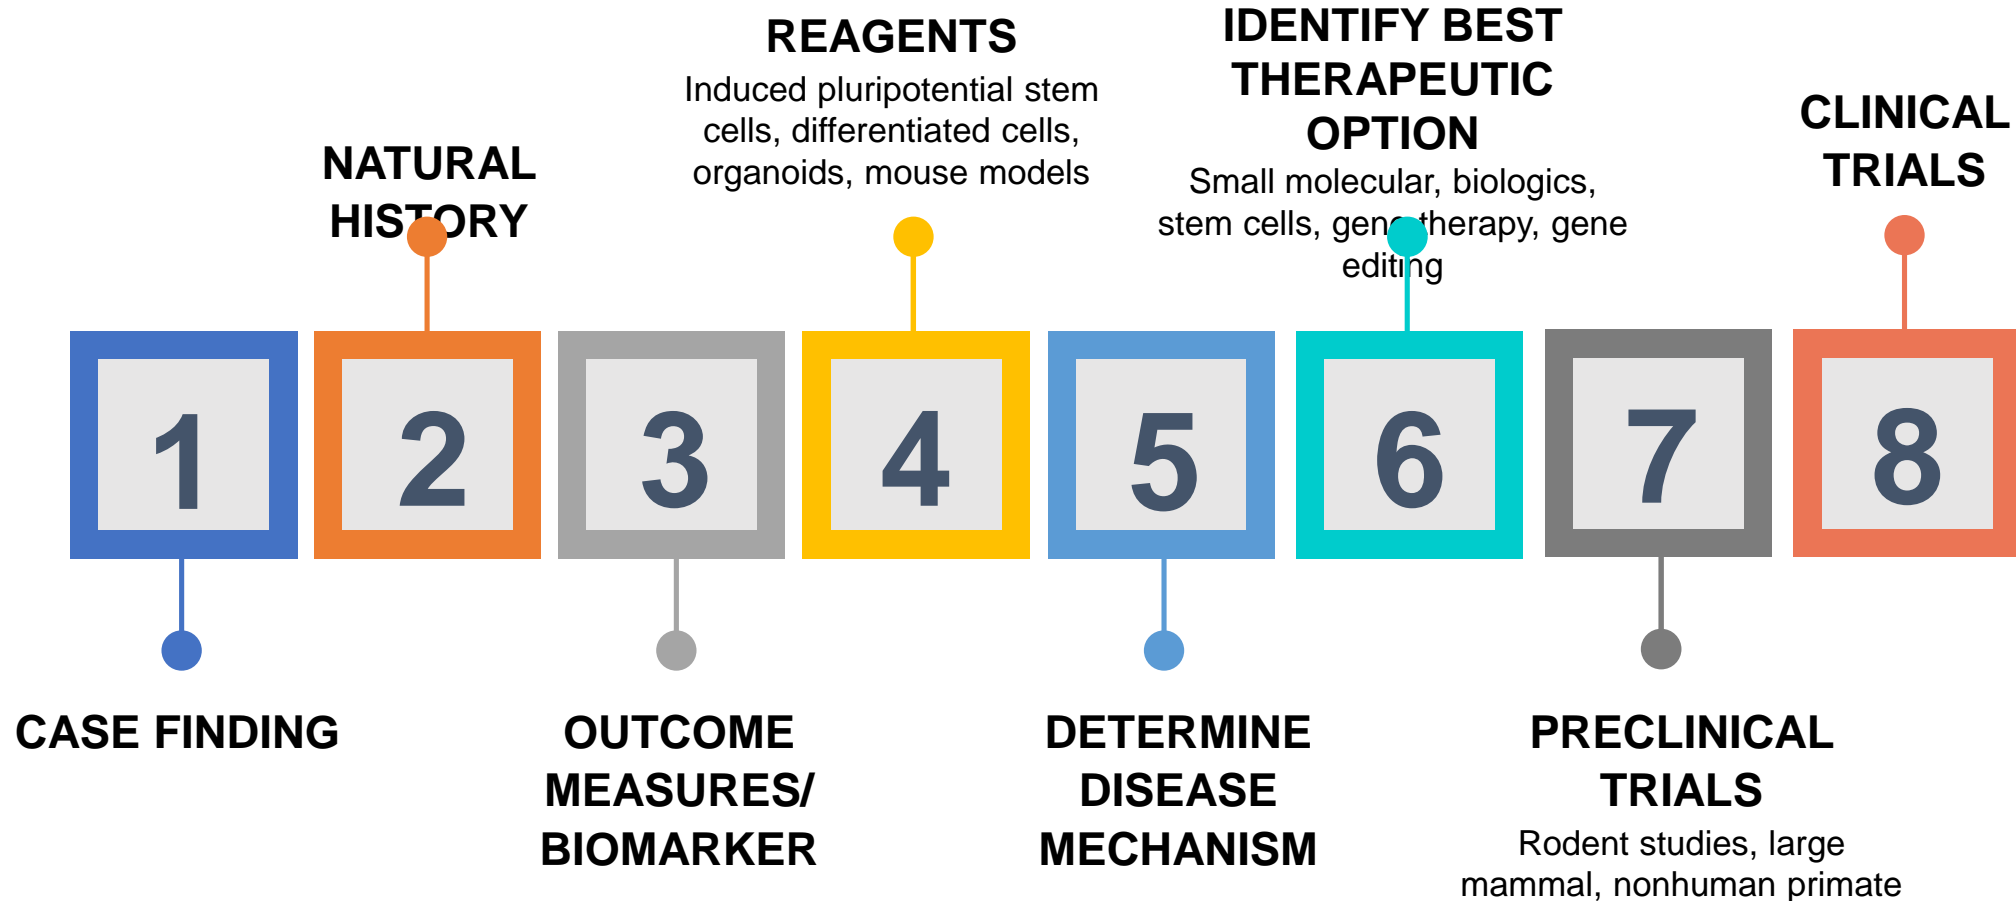 REAGENTS
Induced pluripotential stem
cells, differentiated cells,
organoids, mouse models
IDENTIFY BEST
THERAPEUTIC
OPTION
Small molecular, biologics,
stem cells, gene therapy, gene
editing
CLINICAL
TRIALS
NATURAL
HISTORY
1
2
3
4
5
6
7
8
CASE FINDING
OUTCOME
MEASURES/
BIOMARKER
DETERMINE
DISEASE
MECHANISM
PRECLINICAL
TRIALS
Rodent studies, large
mammal, nonhuman primate